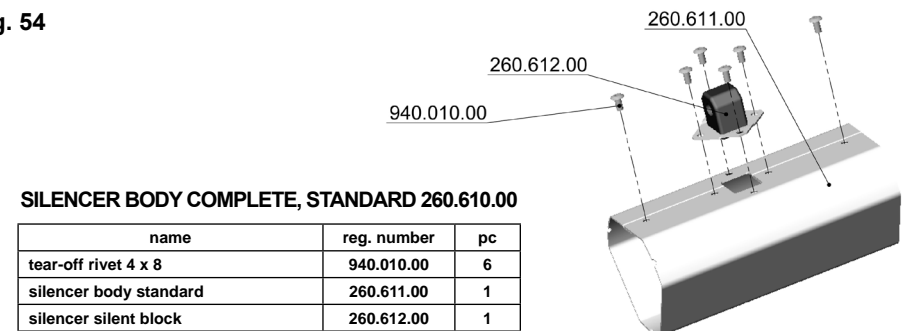 g. 54
260.611.00
260.612.00
940.010.00
SILENCER BODY COMPLETE, STANDARD 260.610.00
name reg. number pc
tear-off rivet 4 x 8 940.010.00 6
silencer body standard 260.611.00 1
silencer silent block 260.612.00 1